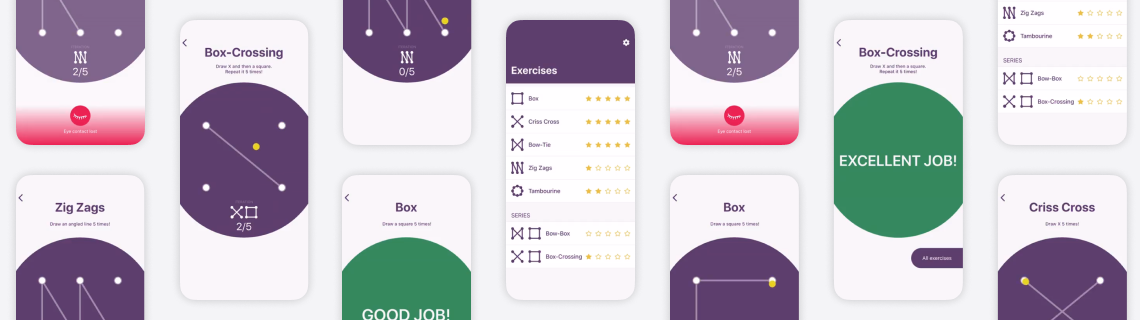 2/5
Eye contact lost
Zig Zags
Draw an angled line 5 times!
Box-Crossing
Draw X and then a square.
Repeat it 5 times!
2/5
0/5
Box
Draw a square 5 times!
GOOD JOB!
Exercises
Box
Criss Cross
Bow-Tie
Zig Zags
Tambourine
SERIES
Bow-Box
Box-Crossing
2/5
Eye contact lost
Box
Draw a square 5 times!
Box-Crossing
Draw X and then a square.
Repeat it 5 times!
EXCELLENT JOB!
All exercises
Zig Zags
Tambourine
SERIES
Bow-Box
Box-Crossing
Criss Cross
Draw X 5 times!